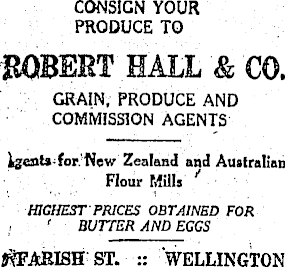 CONSIGN YOUR
PRODUCE TO
ROBERT HALL & CO.
GRAIN, PRODUCE AND
COMMISSION AGENTS
Agents for New Zealand and Australian
Flour Mills
HIGHEST PRICES OBTAINED FOR
BUTTER AND EGGS
FARISH ST. :: WELLINGTON